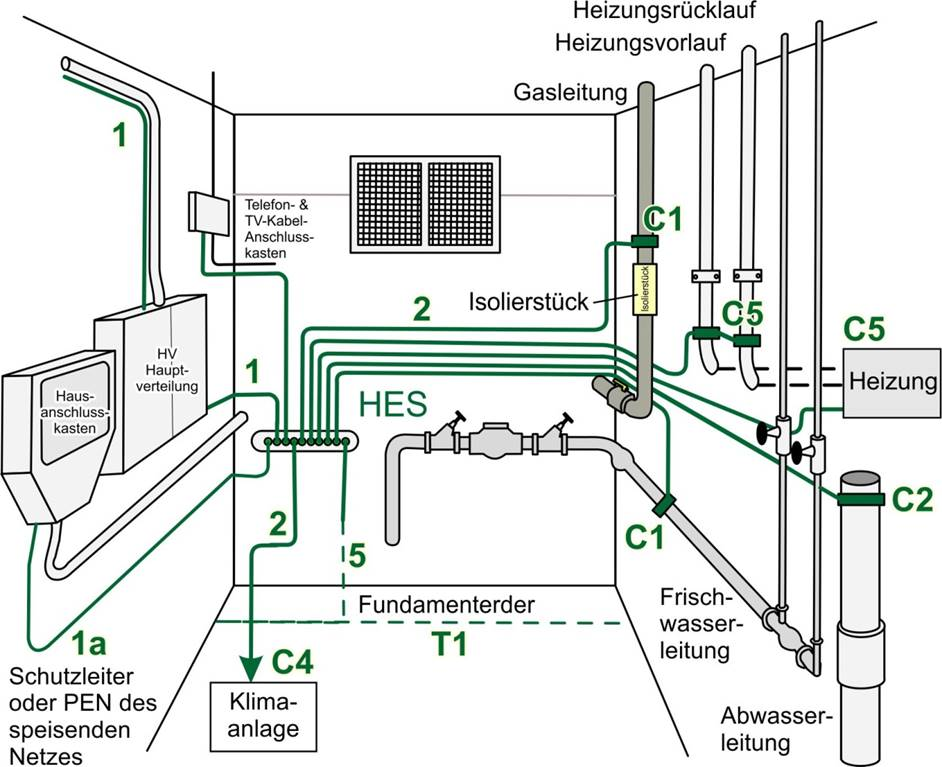 Heizungsrücklauf
Heizungsvorlauf
Gasleitung
1
C1
Telefon- &
TV-Kabel-
Anschluss-
kasten
Isolierstück
Isolierstück
2
C5
C5
Heizung
HV
Haupt-
verteilung
1
HES
Haus-
anschluss-
kasten
C2
2
C1
5
Fundamenterder
T1
Frisch-
wasser-
leitung
1a
Schutzleiter
oder PEN des
speisenden
Netzes
C4
Klima-
anlage
Abwasser-
leitung